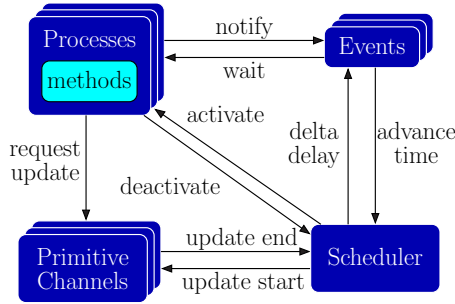 Processes
methods
notify
wait
Events
activate
deactivate
request
update
delta
delay
advance
time
Primitive
Channels
update end
update start
Scheduler